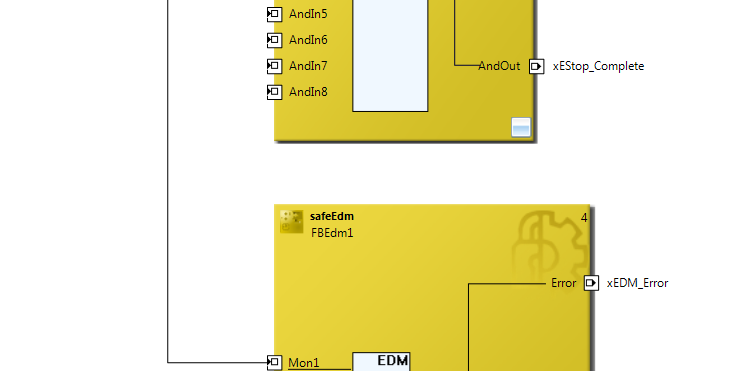 AndIn5
AndIn6
AndIn7
AndOut xEStop_Complete
AndIn8
safeEdm
4
FBEdm1
Error xEDM_Error
Mon1 EDM